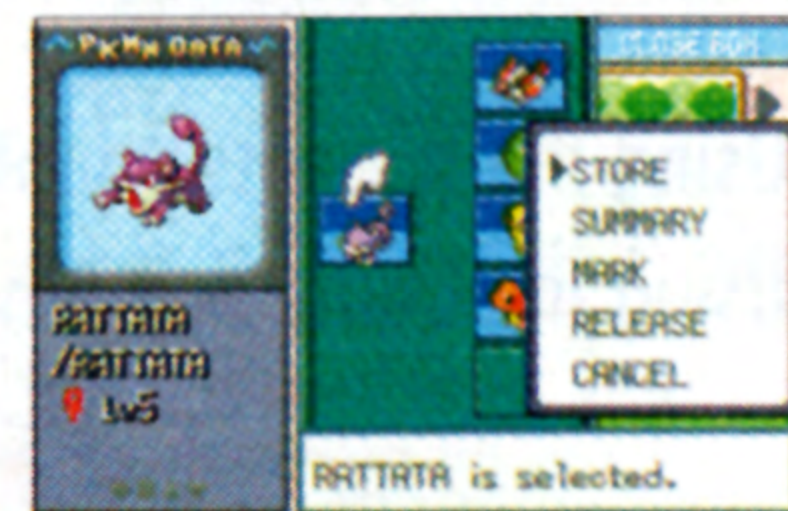 PKMN DATA
CLOSE BOX
STORE
SUMMARY
MARK
RELEASE
CANCEL
RATTATA
/RATTATA
♀ Lv5
RATTATA is selected.